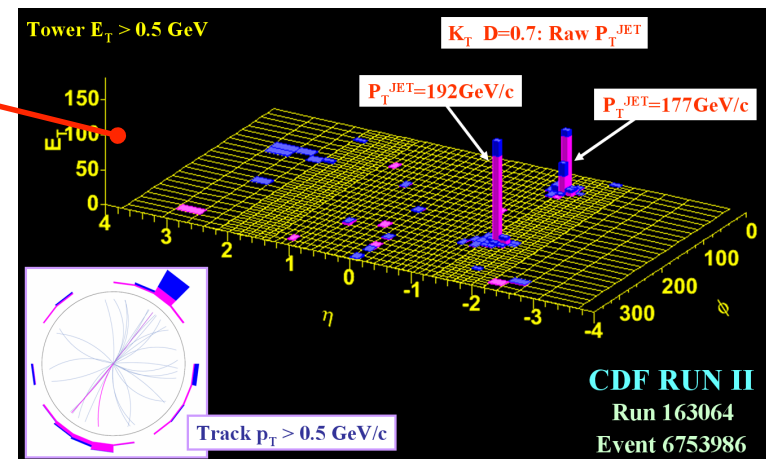 Tower E_T > 0.5 GeV
K_T D=0.7: Raw P_T^JET
P_T^JET=192GeV/c
P_T^JET=177GeV/c
E_T
150
100
50
0
4
3
2
1
0
-1
-2
-3
-4
η
0
100
200
300
ϕ
Track p_T > 0.5 GeV/c
CDF RUN II
Run 163064
Event 6753986